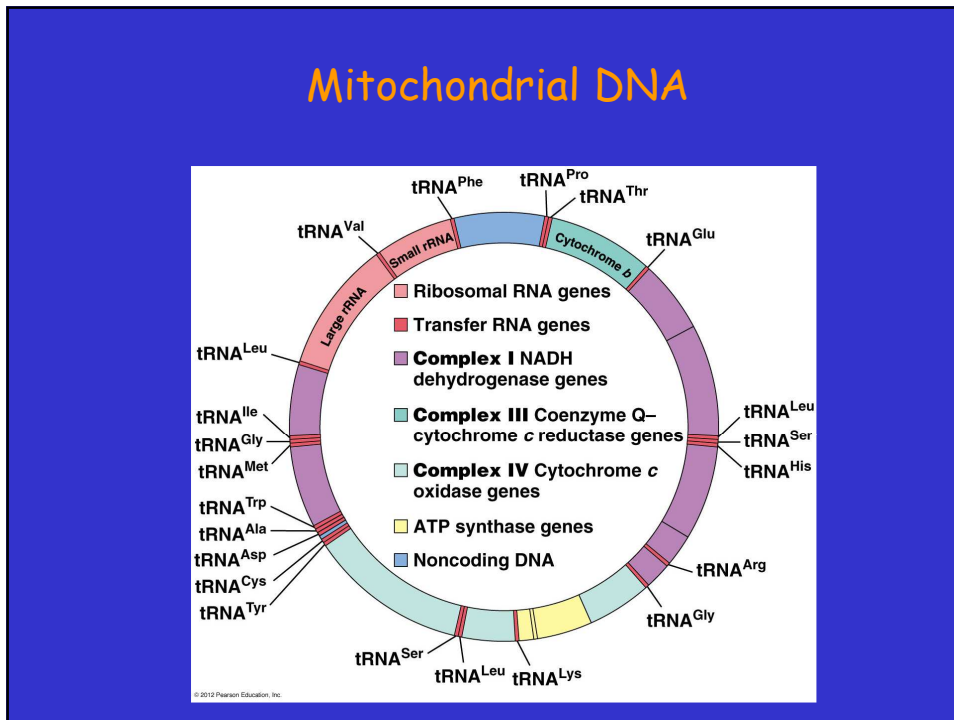 Mitochondrial DNA
tRNAPhe
tRNAPro
tRNAThr
tRNAVal
Small rRNA
Cytochrome b
tRNAGlu
Large rRNA
Ribosomal RNA genes
Transfer RNA genes
Complex I NADH
dehydrogenase genes
Complex III Coenzyme Q–
cytochrome c reductase genes
Complex IV Cytochrome c
oxidase genes
ATP synthase genes
Noncoding DNA
tRNALeu
tRNAIle
tRNAGly
tRNAMet
tRNATrp
tRNAAla
tRNAAsp
tRNACys
tRNATyr
tRNALeu
tRNASer
tRNAHis
tRNAArg
tRNAGly
tRNASer
tRNALeu
tRNALys
© 2012 Pearson Education, Inc.